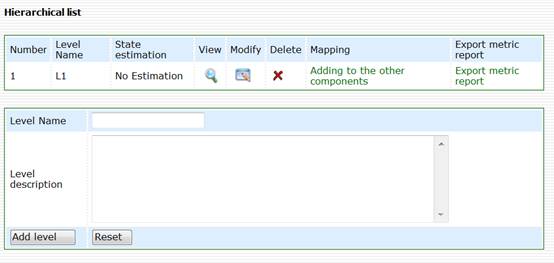 Hierarchical list
Number Level Name State estimation View Modify Delete Mapping Export metric report
1 L1 No Estimation Adding to the other components Export metric report
Level Name
Level description
Add level Reset